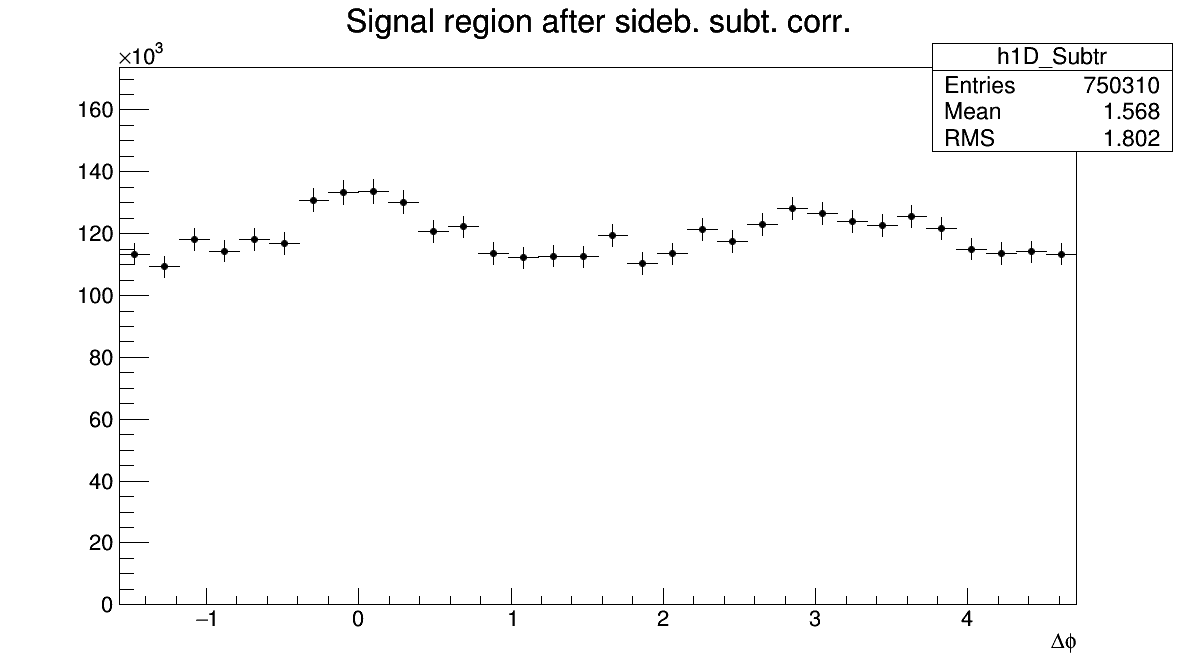 Signal region after sideb. subt. corr.
×10³
h1D_Subtr
Entries 750310
Mean 1.568
RMS 1.802
160
140
120
100
80
60
40
20
0
−1 0 1 2 3 4
Δϕ